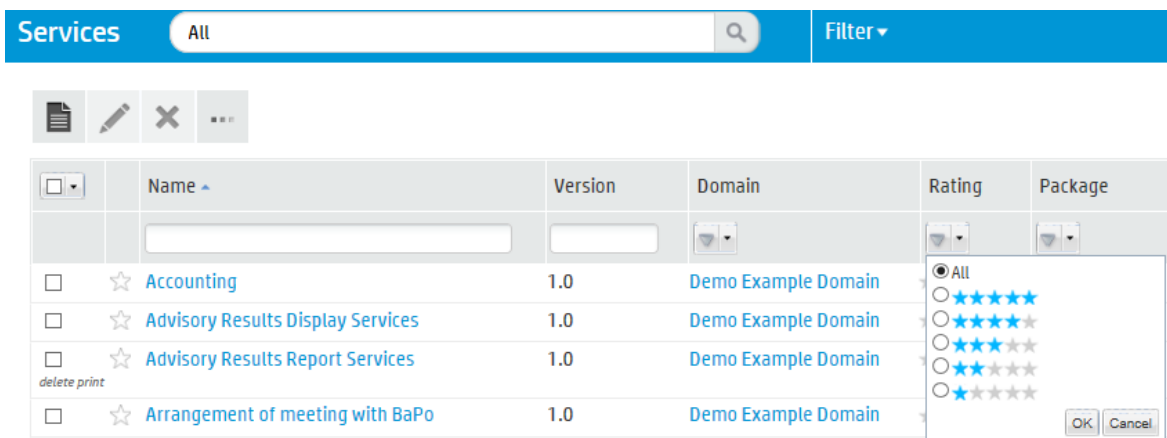 Services All Filter
Name Version Domain Rating Package
All
Accounting 1.0 Demo Example Domain
Advisory Results Display Services 1.0 Demo Example Domain
Advisory Results Report Services 1.0 Demo Example Domain
delete print
Arrangement of meeting with BaPo 1.0 Demo Example Domain
OK Cancel